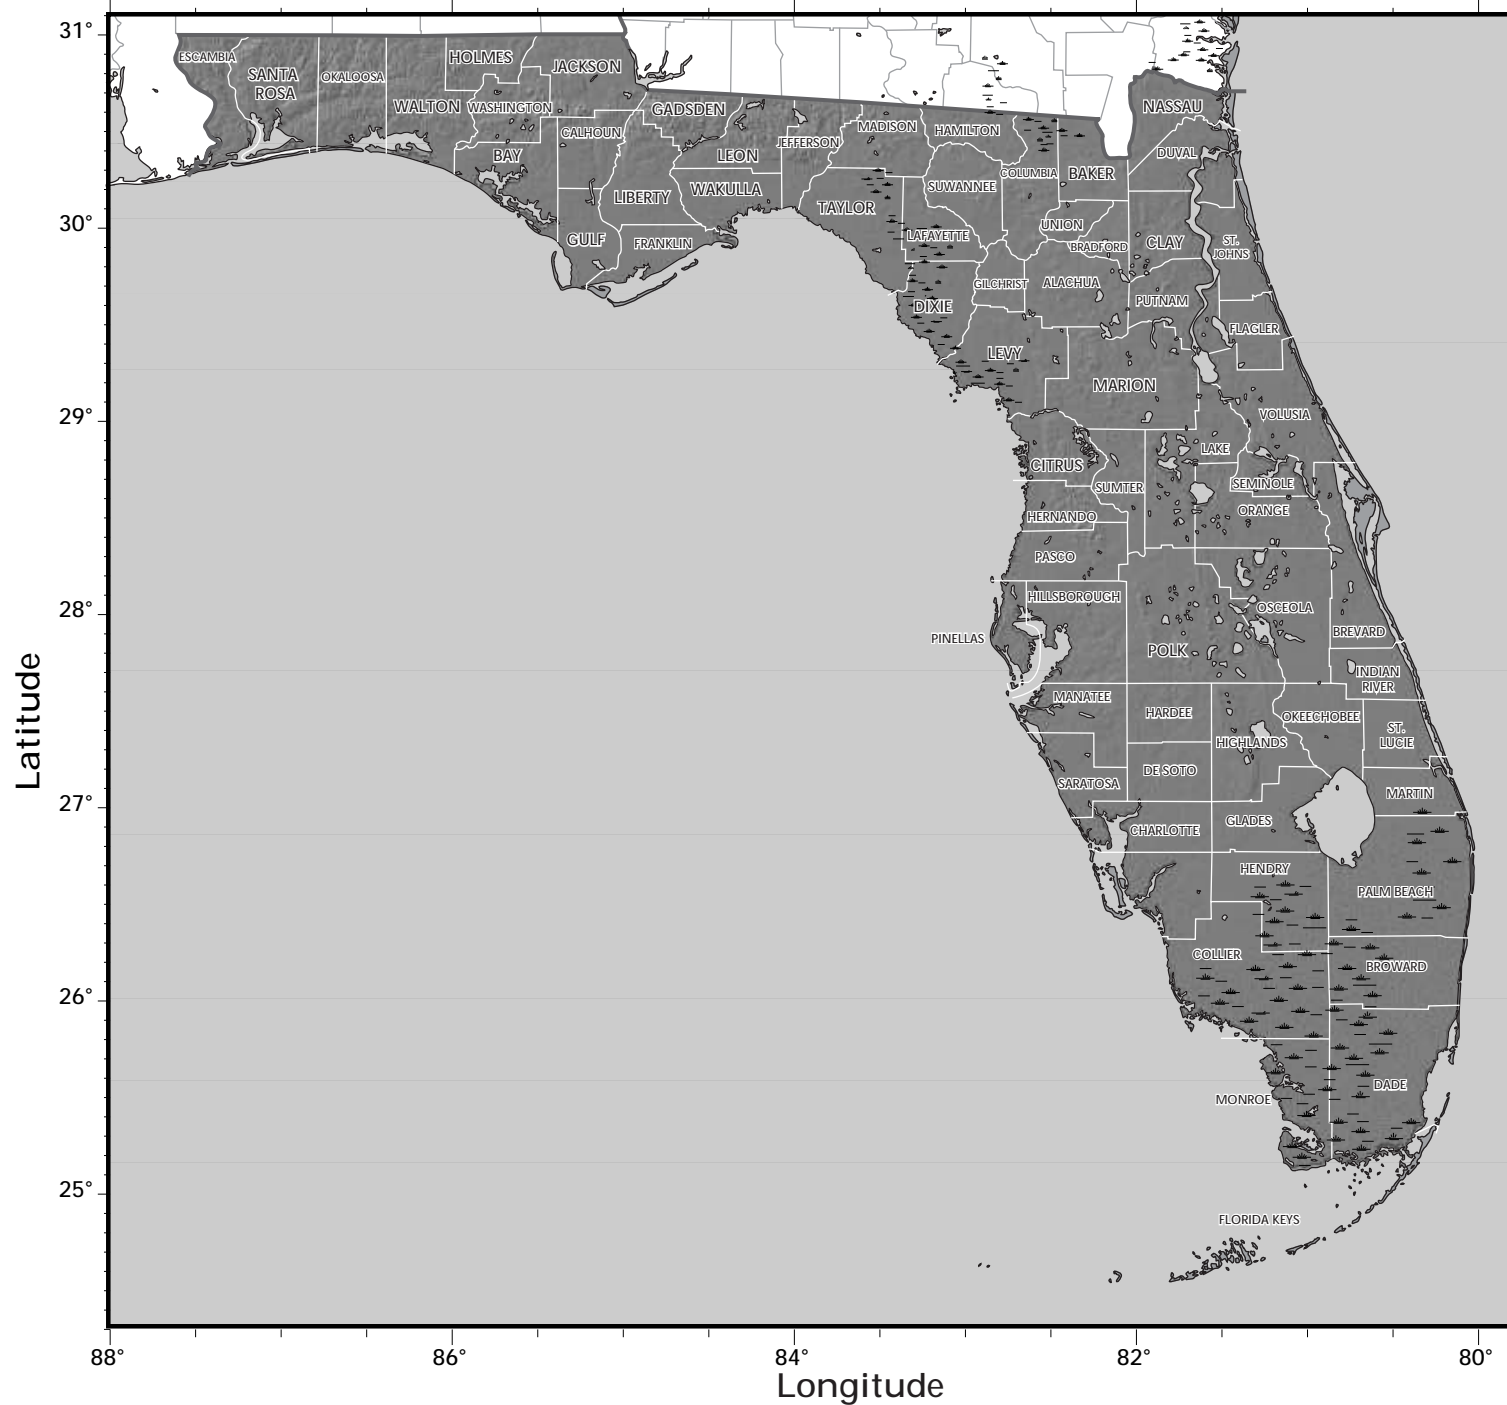 31°
30°
29°
28°
27°
26°
25°
Latitude
88°
86°
84°
82°
80°
Longitude
ESCAMBIA
SANTA
ROSA
OKALOOSA
WALTON
HOLMES
WASHINGTON
JACKSON
BAY
CALHOUN
GULF
LIBERTY
FRANKLIN
GADSDEN
LEON
WAKULLA
JEFFERSON
MADISON
TAYLOR
HAMILTON
SUWANNEE
LAFAYETTE
DIXIE
COLUMBIA
BAKER
NASSAU
DUVAL
UNION
BRADFORD
CLAY
ST.
JOHNS
GILCHRIST
ALACHUA
PUTNAM
FLAGLER
LEVY
MARION
VOLUSIA
CITRUS
SUMTER
LAKE
SEMINOLE
ORANGE
HERNANDO
PASCO
HILLSBOROUGH
PINELLAS
POLK
OSCEOLA
BREVARD
INDIAN
RIVER
MANATEE
HARDEE
HIGHLANDS
OKEECHOBEE
ST.
LUCIE
SARATOSA
DE SOTO
MARTIN
CHARLOTTE
GLADES
HENDRY
PALM BEACH
COLLIER
BROWARD
MONROE
DADE
FLORIDA KEYS